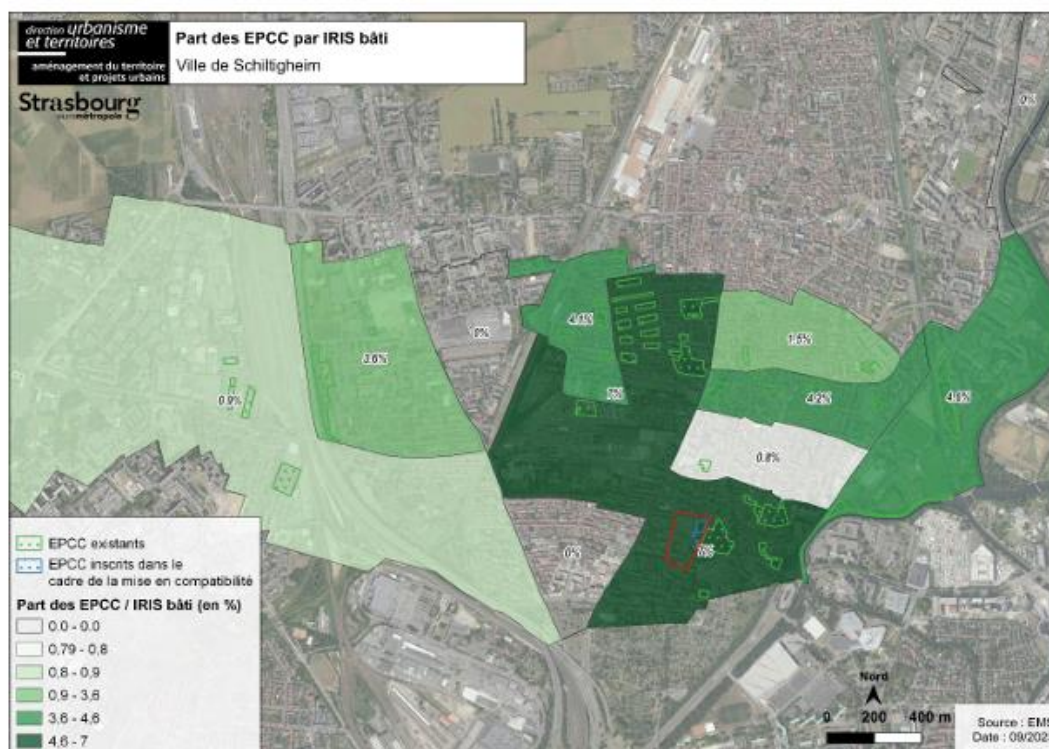 direction urbanisme
et territoires
aménagement du territoire
et projets urbains
Strasbourg
eurométropole
Part des EPCC par IRIS bâti
Ville de Schiltigheim
0%
4.1%
0%
1.5%
3.6%
7%
4.2%
4.6%
0.9%
0.8%
0%
EPCC existants
EPCC inscrits dans le
cadre de la mise en compatibilité
Part des EPCC / IRIS bâti (en %)
0,0 - 0,0
0,79 - 0,8
0,8 - 0,9
0,9 - 3,6
3,6 - 4,6
4,6 - 7
Nord
0 200 400 m
Source : EMS
Date : 09/202